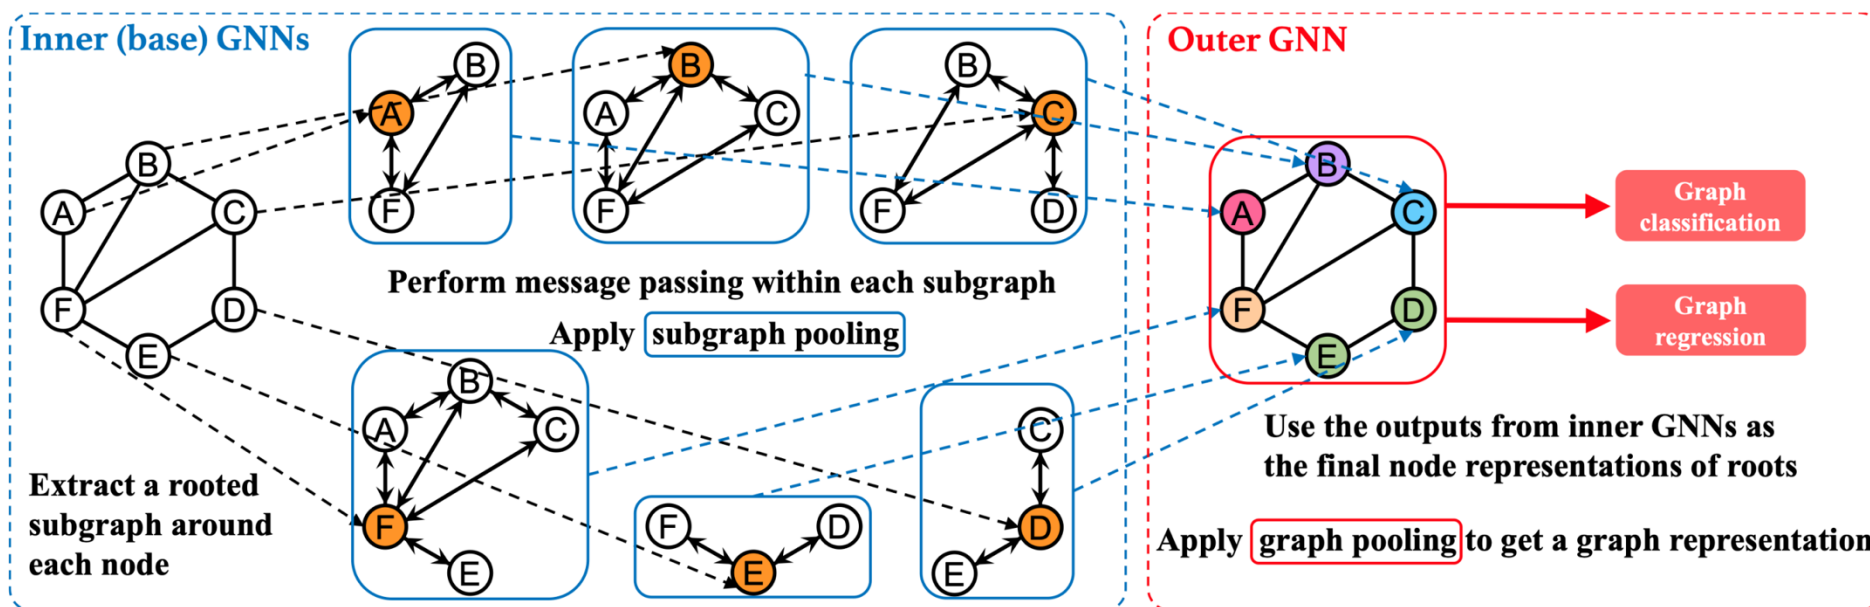 Inner (base) GNNs
B
A
C
F
D
E
B
A
F
B
A
C
F
B
C
F
D
Perform message passing within each subgraph
Apply subgraph pooling
B
A
C
F
E
F
D
E
C
D
E
Extract a rooted
subgraph around
each node
Outer GNN
B
A
C
F
D
E
Graph
classification
Graph
regression
Use the outputs from inner GNNs as
the final node representations of roots
Apply graph pooling to get a graph representation